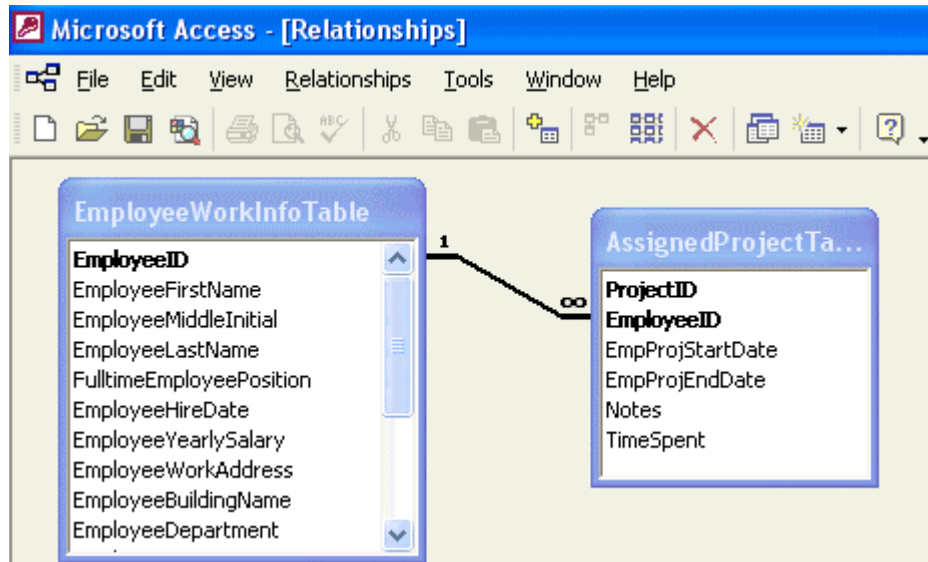 Microsoft Access - [Relationships]
File Edit View Relationships Tools Window Help
ABC
EmployeeWorkInfoTable
EmployeeID
EmployeeFirstName
EmployeeMiddleInitial
EmployeeLastName
FulltimeEmployeePosition
EmployeeHireDate
EmployeeYearlySalary
EmployeeWorkAddress
EmployeeBuildingName
EmployeeDepartment
1
∞
AssignedProjectTa...
ProjectID
EmployeeID
EmpProjStartDate
EmpProjEndDate
Notes
TimeSpent